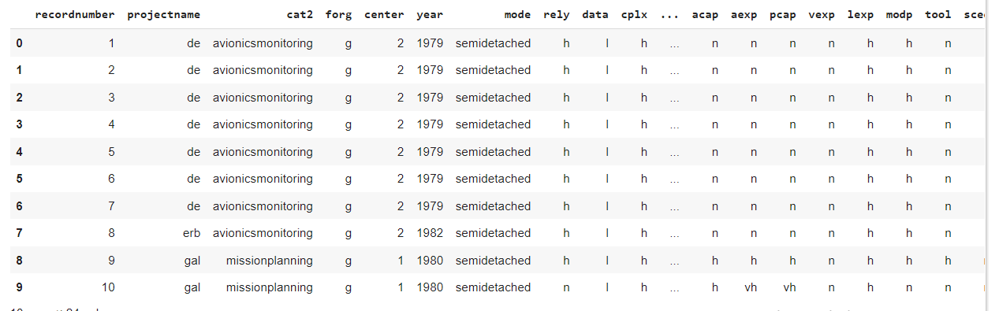 recordnumber projectname cat2 forg center year mode rely data cplx ... acap aexp pcap vexp lexp modp tool
0 1 de avionicsmonitoring g 2 1979 semidetached h l h ... n n n n h h n
1 2 de avionicsmonitoring g 2 1979 semidetached h l h ... n n n n h h n
2 3 de avionicsmonitoring g 2 1979 semidetached h l h ... n n n n h h n
3 4 de avionicsmonitoring g 2 1979 semidetached h l h ... n n n n h h n
4 5 de avionicsmonitoring g 2 1979 semidetached h l h ... n n n n h h n
5 6 de avionicsmonitoring g 2 1979 semidetached h l h ... n n n n h h n
6 7 de avionicsmonitoring g 2 1979 semidetached h l h ... n n n n h h n
7 8 erb avionicsmonitoring g 2 1982 semidetached h l h ... n n n n h h n
8 9 gal missionplanning g 1 1980 semidetached h l h ... h h h n h h h
9 10 gal missionplanning g 1 1980 semidetached n l h ... h vh vh n h n n